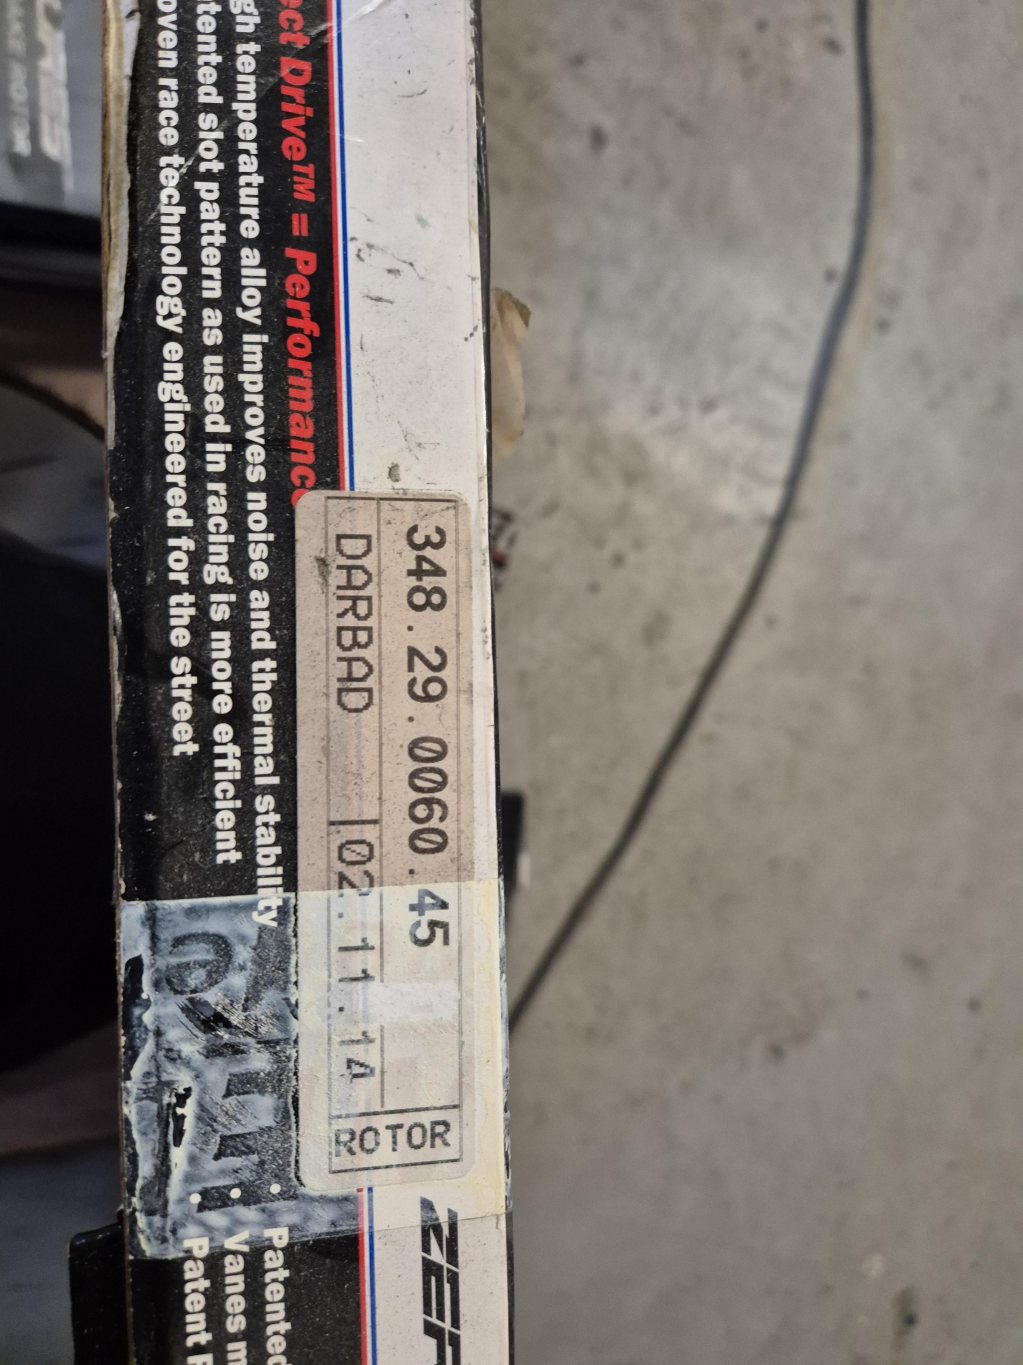 348.29.0060.45
DARBAD 02.11.14
ROTOR
ect Drive™ = Performanc
gh temperature alloy improves noise and thermal stability
tented slot pattern as used in racing is more efficient
oven race technology engineered for the street
• Patented
• Vanes m
• Patent